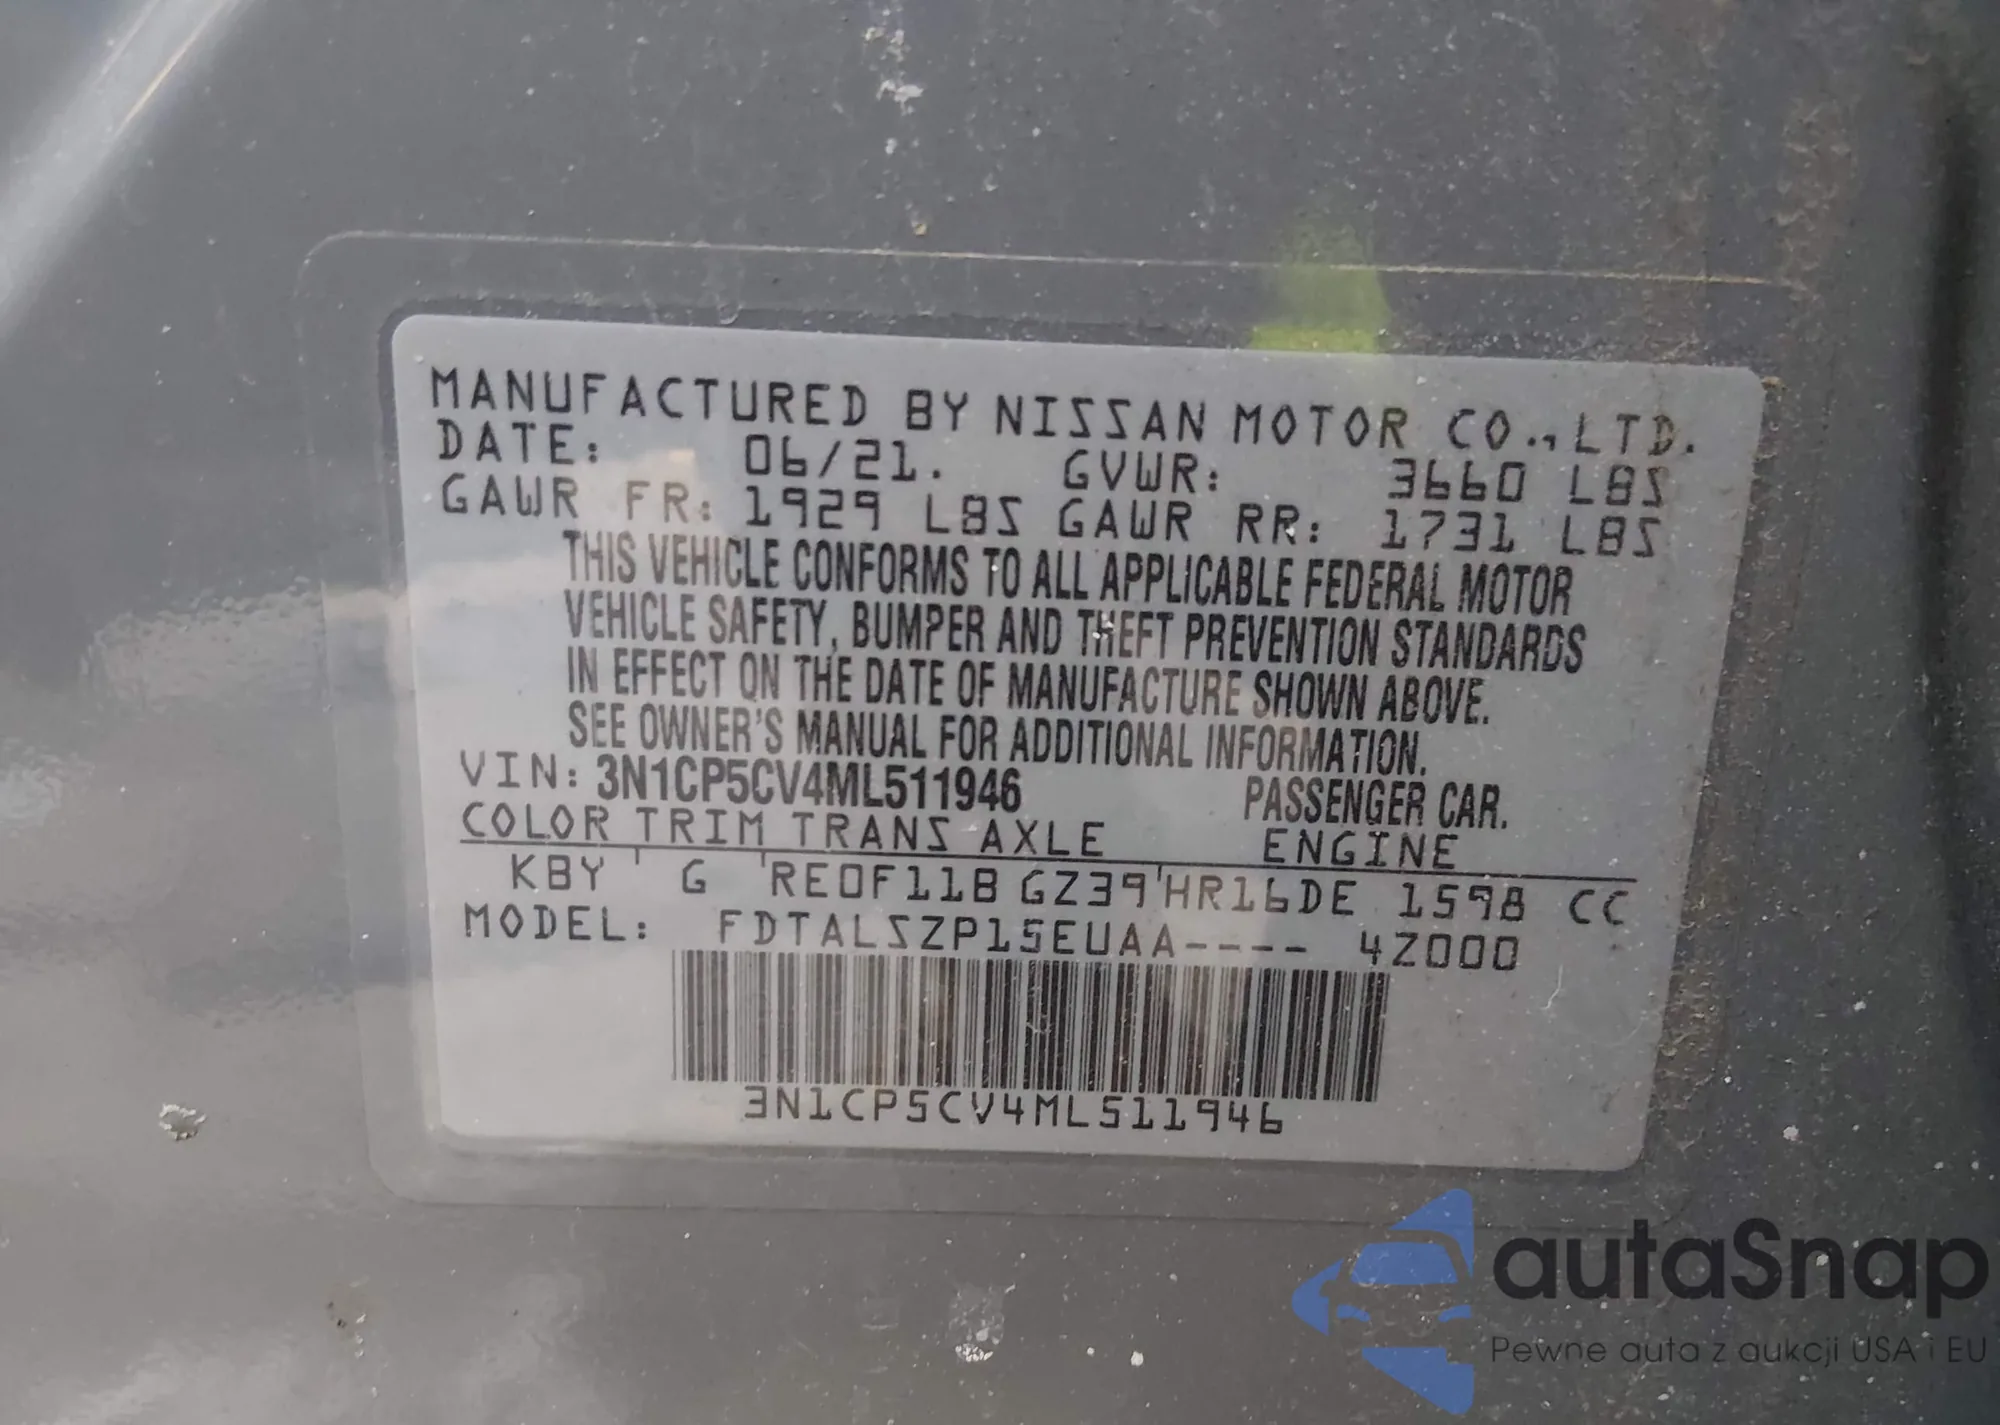 MANUFACTURED BY NISSAN MOTOR CO., LTD.
DATE: 06/21. GVWR: 3660 LBS
GAWR FR: 1929 LBS GAWR RR: 1731 LBS
THIS VEHICLE CONFORMS TO ALL APPLICABLE FEDERAL MOTOR
VEHICLE SAFETY, BUMPER AND THEFT PREVENTION STANDARDS
IN EFFECT ON THE DATE OF MANUFACTURE SHOWN ABOVE.
SEE OWNER'S MANUAL FOR ADDITIONAL INFORMATION.
VIN: 3N1CP5CV4ML511946 PASSENGER CAR.
COLOR TRIM TRANS AXLE ENGINE
KBY G RE0F11B GZ39 HR16DE 1598 CC
MODEL: FDTALSZP15EUAA---- 4Z000
3N1CP5CV4ML511946
autaSnap
Pewne auta z aukcji USA i EU